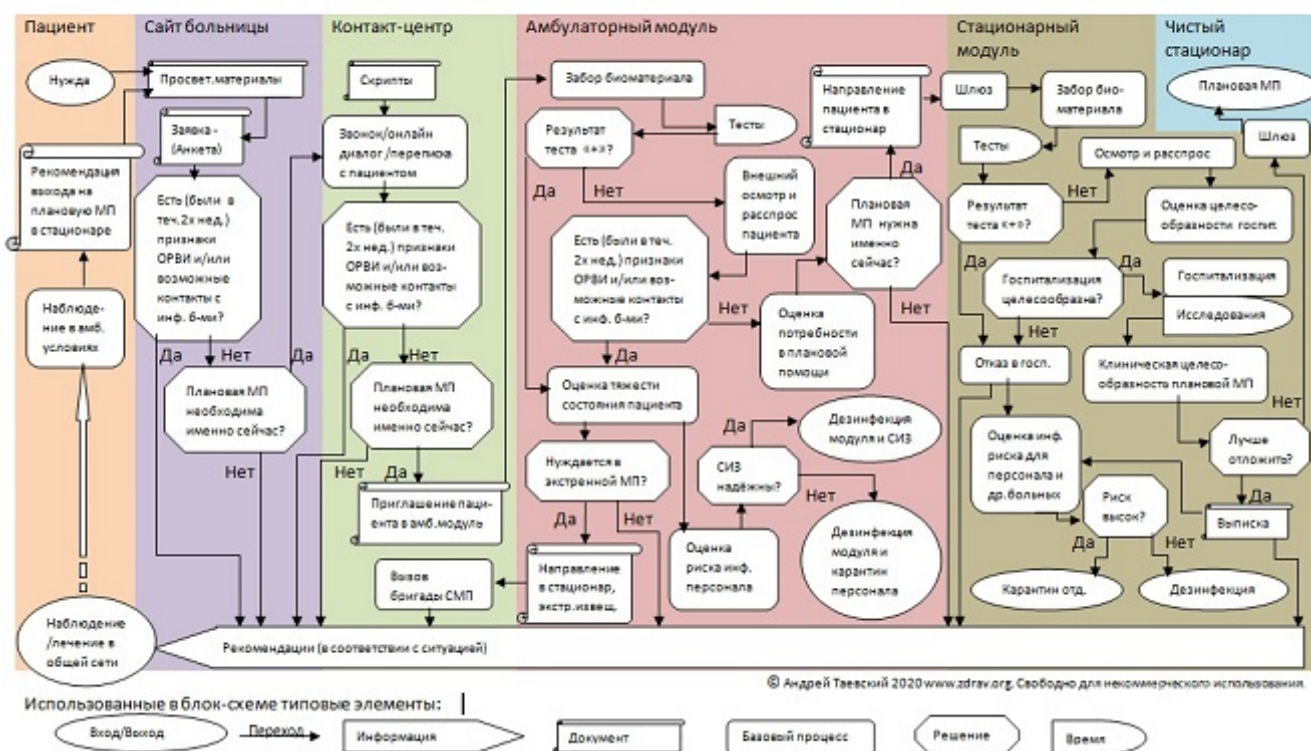 Пациент
Сайт больницы
Контакт-центр
Амбулаторный модуль
Стационарный
модуль
Чистый
стационар
Нужда
Просвет.материалы
Заявка -
(Анкета)
Рекомендация
выхода на
плановую МП
в стационаре
Есть (были в
теч.2х нед.)
признаки
ОРВИ и/или
возможные
контакты с
инф. б-ми?
Наблюде-
ние в амб.
условиях
Да
Нет
Да
Плановая МП
необходима
именно сейчас?
Нет
Наблюдение
/лечение в
общей сети
Скрипты
Звонок/онлайн
диалог /переписка
с пациентом
Есть (были в теч.
2х нед.) признаки
ОРВИ и/или воз-
можные контакты
с инф. б-ми?
Да
Нет
Плановая МП
необходима
именно сейчас?
Нет
Да
Приглашение паци-
ента в амб.модуль
Вызов
бригады СМП
Забор биоматериала
Тесты
Результат
теста «+»?
Да
Нет
Внешний
осмотр и
расспрос
пациента
Есть (были в теч.
2х нед.) признаки
ОРВИ и/или воз-
можные контакты
с инф. б-ми?
Нет
Да
Оценка
потребности
в плановой
помощи
Направление
пациента в
стационар
Да
Плановая
МП нужна
именно
сейчас?
Нет
Оценка тяжести
состояния пациента
Нуждается в
экстренной МП?
Да
Нет
Направление
в стационар,
экстр.извещ.
Оценка
риска инф.
персонала
СИЗ
надёжны?
Да
Нет
Дезинфекция
модуля и СИЗ
Дезинфекция
модуля и
карантин
персонала
Шлюз
Забор био-
материала
Тесты
Результат
теста «+»?
Нет
Да
Осмотр и расспрос
Оценка целесо-
образности госпит.
Госпитализация
целесообразна?
Да
Нет
Госпитализация
Исследования
Отказ в госп.
Клиническая целесо-
образность плановой МП
Нет
Лучше
отложить?
Да
Выписка
Оценка инф.
риска для
персонала и
др.больных
Риск
высок?
Да
Нет
Карантин отд.
Дезинфекция
Плановая МП
Шлюз
Рекомендации (в соответствии с ситуацией)
© Андрей Таевский 2020 www.zdrav.org. Свободно для некоммерческого использования.
Использованные в блок-схеме типовые элементы:
Вход/Выход
Переход
Информация
Документ
Базовый процесс
Решение
Время